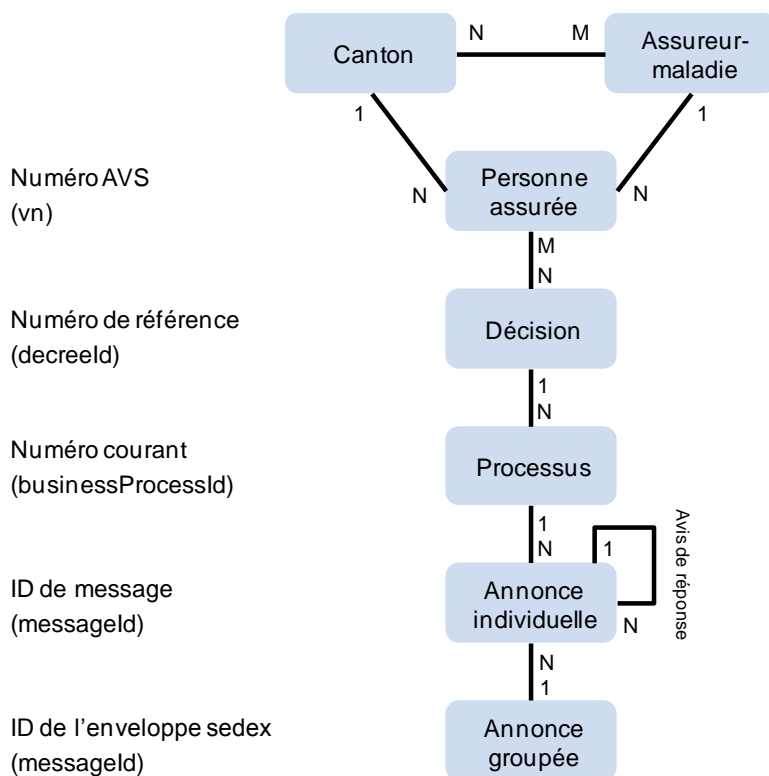 Canton
N
M
Assureur-
maladie
1
1
Numéro AVS
(vn)
N
Personne
assurée
N
M
N
Numéro de référence
(decreeId)
Décision
1
N
Numéro courant
(businessProcessId)
Processus
1
N
1
Avis de réponse
ID de message
(messageId)
Annonce
individuelle
N
N
1
ID de l'enveloppe sedex
(messageId)
Annonce
groupée